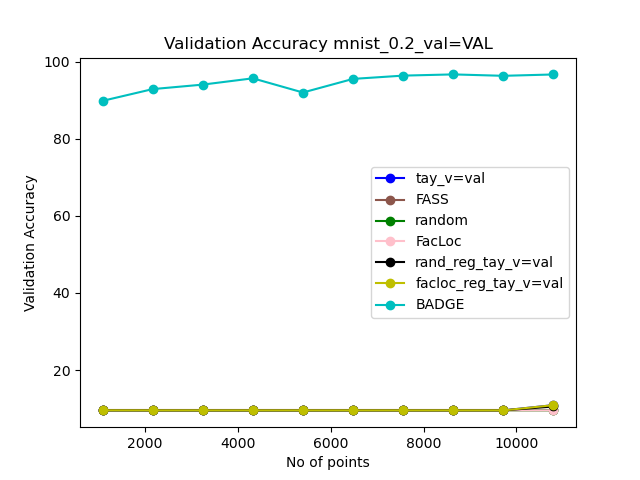 Validation Accuracy mnist_0.2_val=VAL
100
80
60
40
20
Validation Accuracy
tay_v=val
FASS
random
FacLoc
rand_reg_tay_v=val
facloc_reg_tay_v=val
BADGE
2000 4000 6000 8000 10000
No of points